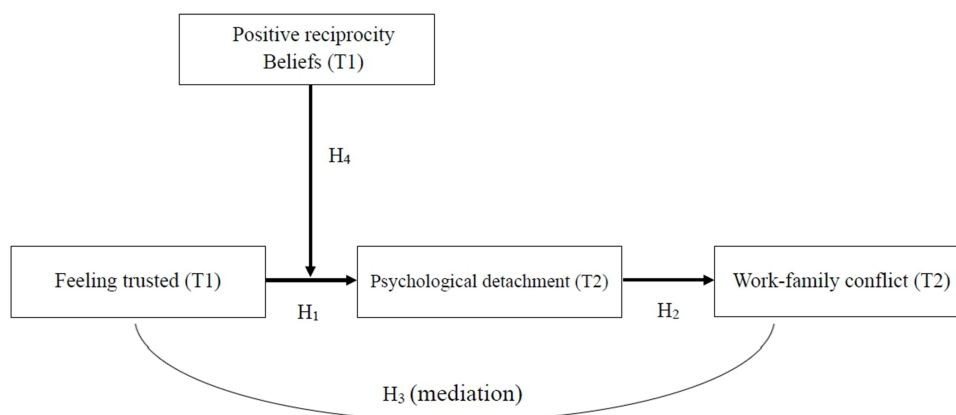 Positive reciprocity
Beliefs (T1)
H4
Feeling trusted (T1)
Psychological detachment (T2)
Work-family conflict (T2)
H1
H2
H3 (mediation)